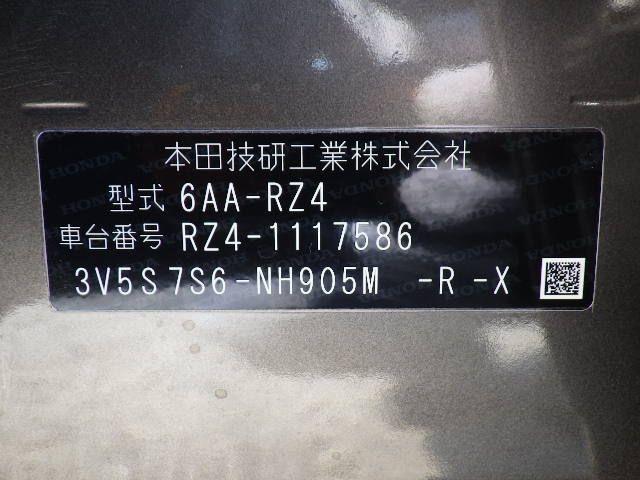 本田技研工業株式会社
型式 6AA-RZ4
車台番号 RZ4-1117586
3V5S7S6-NH905M -R -X